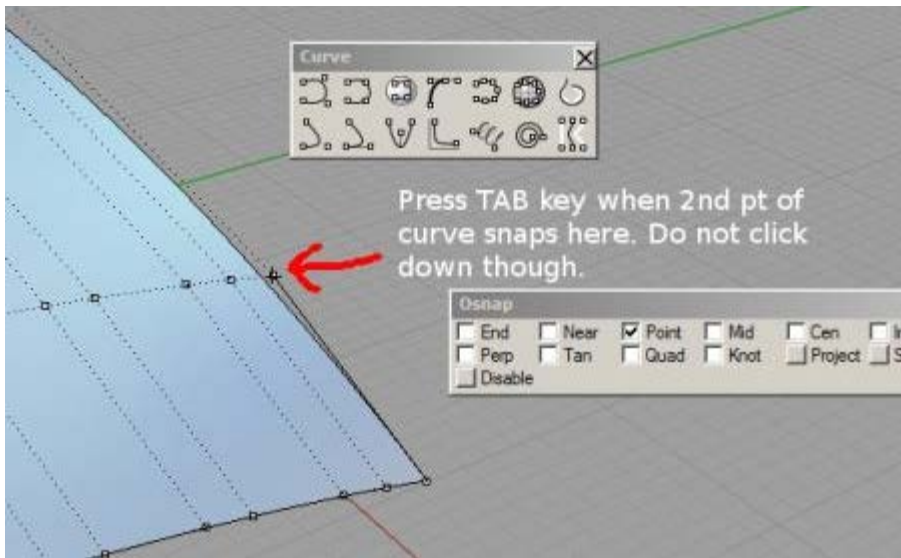 Curve
Press TAB key when 2nd pt of
curve snaps here. Do not click
down though.
Osnap
End Near Point Mid Cen
Perp Tan Quad Knot Project
Disable